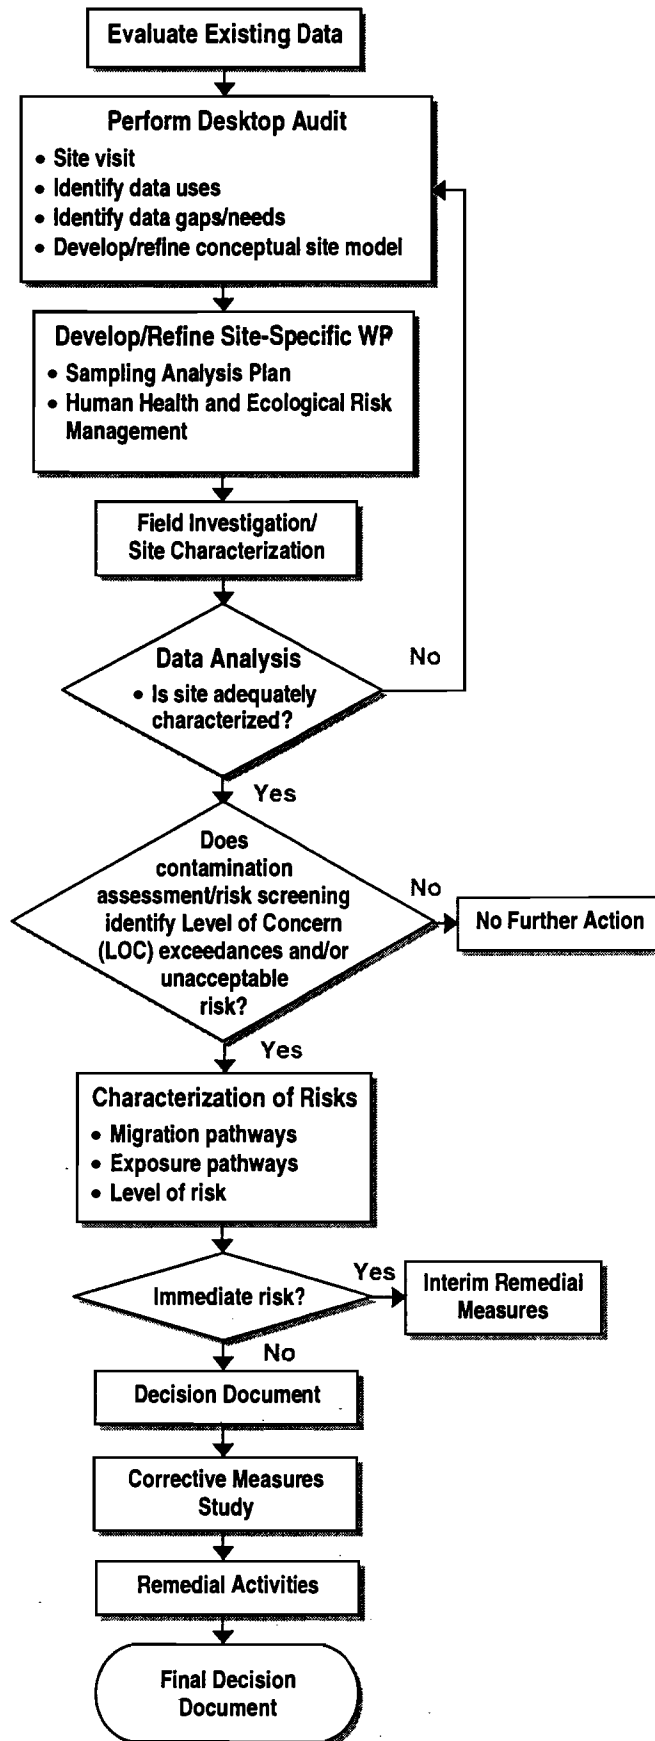 Evaluate Existing Data
Perform Desktop Audit
• Site visit
• Identify data uses
• Identify data gaps/needs
• Develop/refine conceptual site model
Develop/Refine Site-Specific WP
• Sampling Analysis Plan
• Human Health and Ecological Risk
Management
Field Investigation/
Site Characterization
Data Analysis
• Is site adequately
characterized?
No
Yes
Does
contamination
assessment/risk screening
identify Level of Concern
(LOC) exceedances and/or
unacceptable
risk?
No
No Further Action
Yes
Characterization of Risks
• Migration pathways
• Exposure pathways
• Level of risk
Immediate risk?
Yes
Interim Remedial
Measures
No
Decision Document
Corrective Measures
Study
Remedial Activities
Final Decision
Document